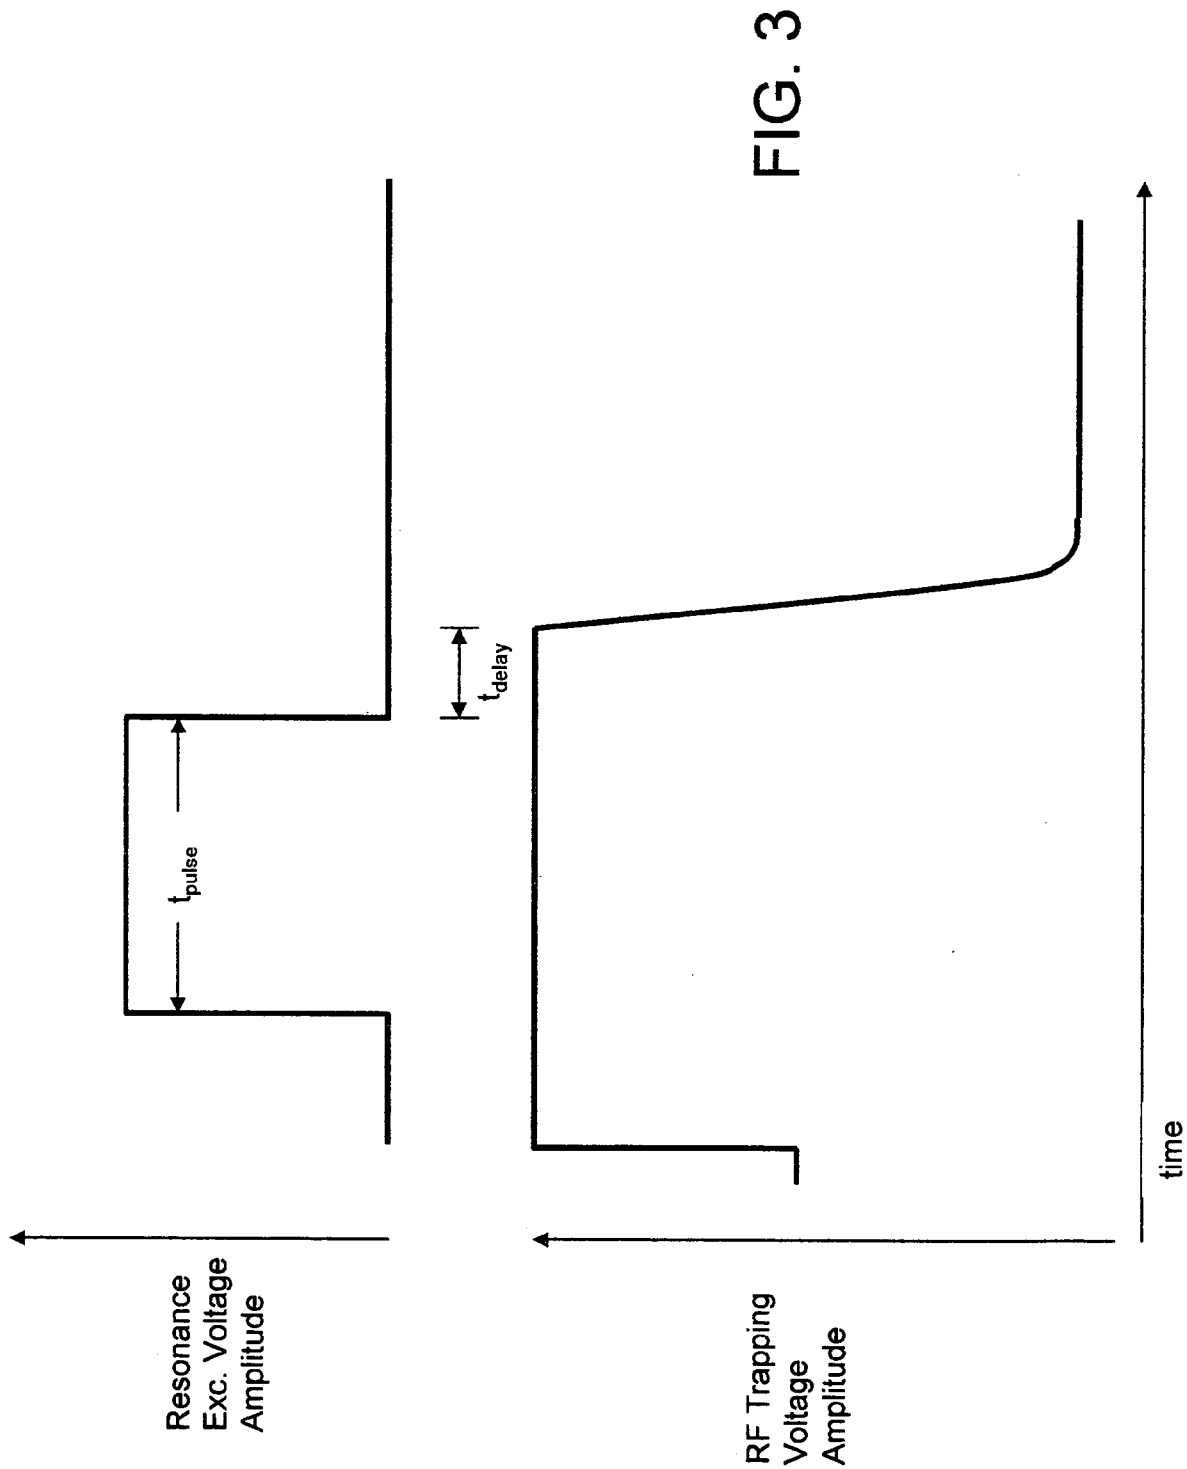 Resonance
Exc. Voltage
Amplitude
t_pulse
t_delay
RF Trapping
Voltage
Amplitude
time
FIG. 3